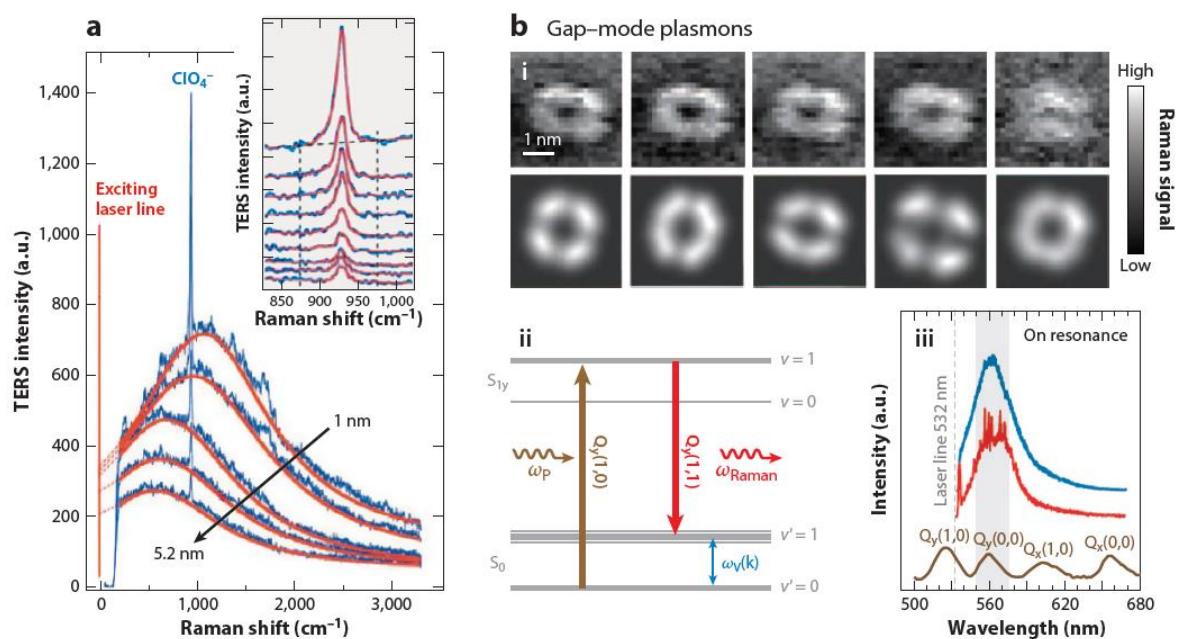 a
TERS intensity (a.u.)
1,400
1,200
1,000
800
600
400
200
0
ClO₄⁻
Exciting
laser line
1 nm
5.2 nm
0
1,000
2,000
3,000
Raman shift (cm⁻¹)
TERS intensity (a.u.)
850
900
950
1,000
Raman shift (cm⁻¹)
b Gap–mode plasmons
i
1 nm
High
Low
Raman signal
ii
S1y
v = 1
v = 0
ωP
Qy(1,0)
Qy(1,1)
ωRaman
S0
v′ = 1
ωV(k)
v′ = 0
iii
On resonance
Intensity (a.u.)
Laser line 532 nm
Qy(1,0)
Qy(0,0)
Qx(1,0)
Qx(0,0)
500
560
620
680
Wavelength (nm)